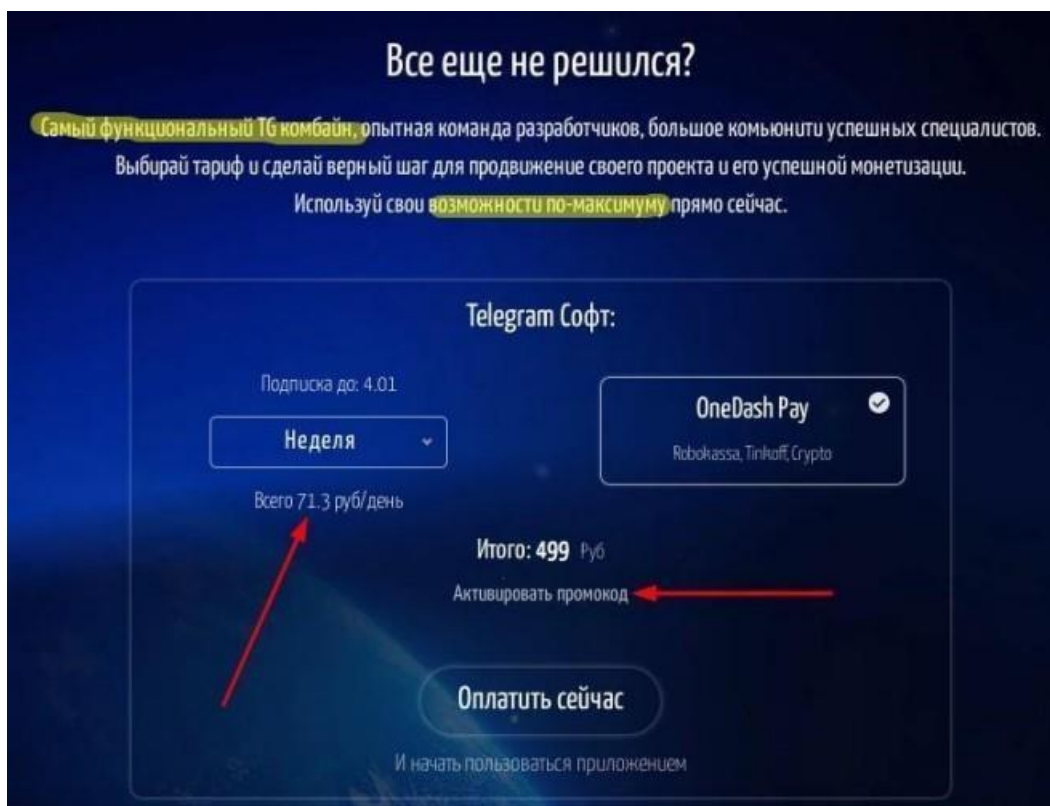 Все еще не решился?
Самый функциональный TG комбайн, опытная команда разработчиков, большое комьюнити успешных специалистов.
Выбирай тариф и сделай верный шаг для продвижение своего проекта и его успешной монетизации.
Используй свои возможности по-максимуму прямо сейчас.
Telegram Софт:
Подписка до: 4.01
Неделя
Всего 71.3 руб/день
OneDash Pay
Robokassa, Tinkoff, Crypto
Итого: 499 Руб
Активировать промокод
Оплатить сейчас
И начать пользоваться приложением